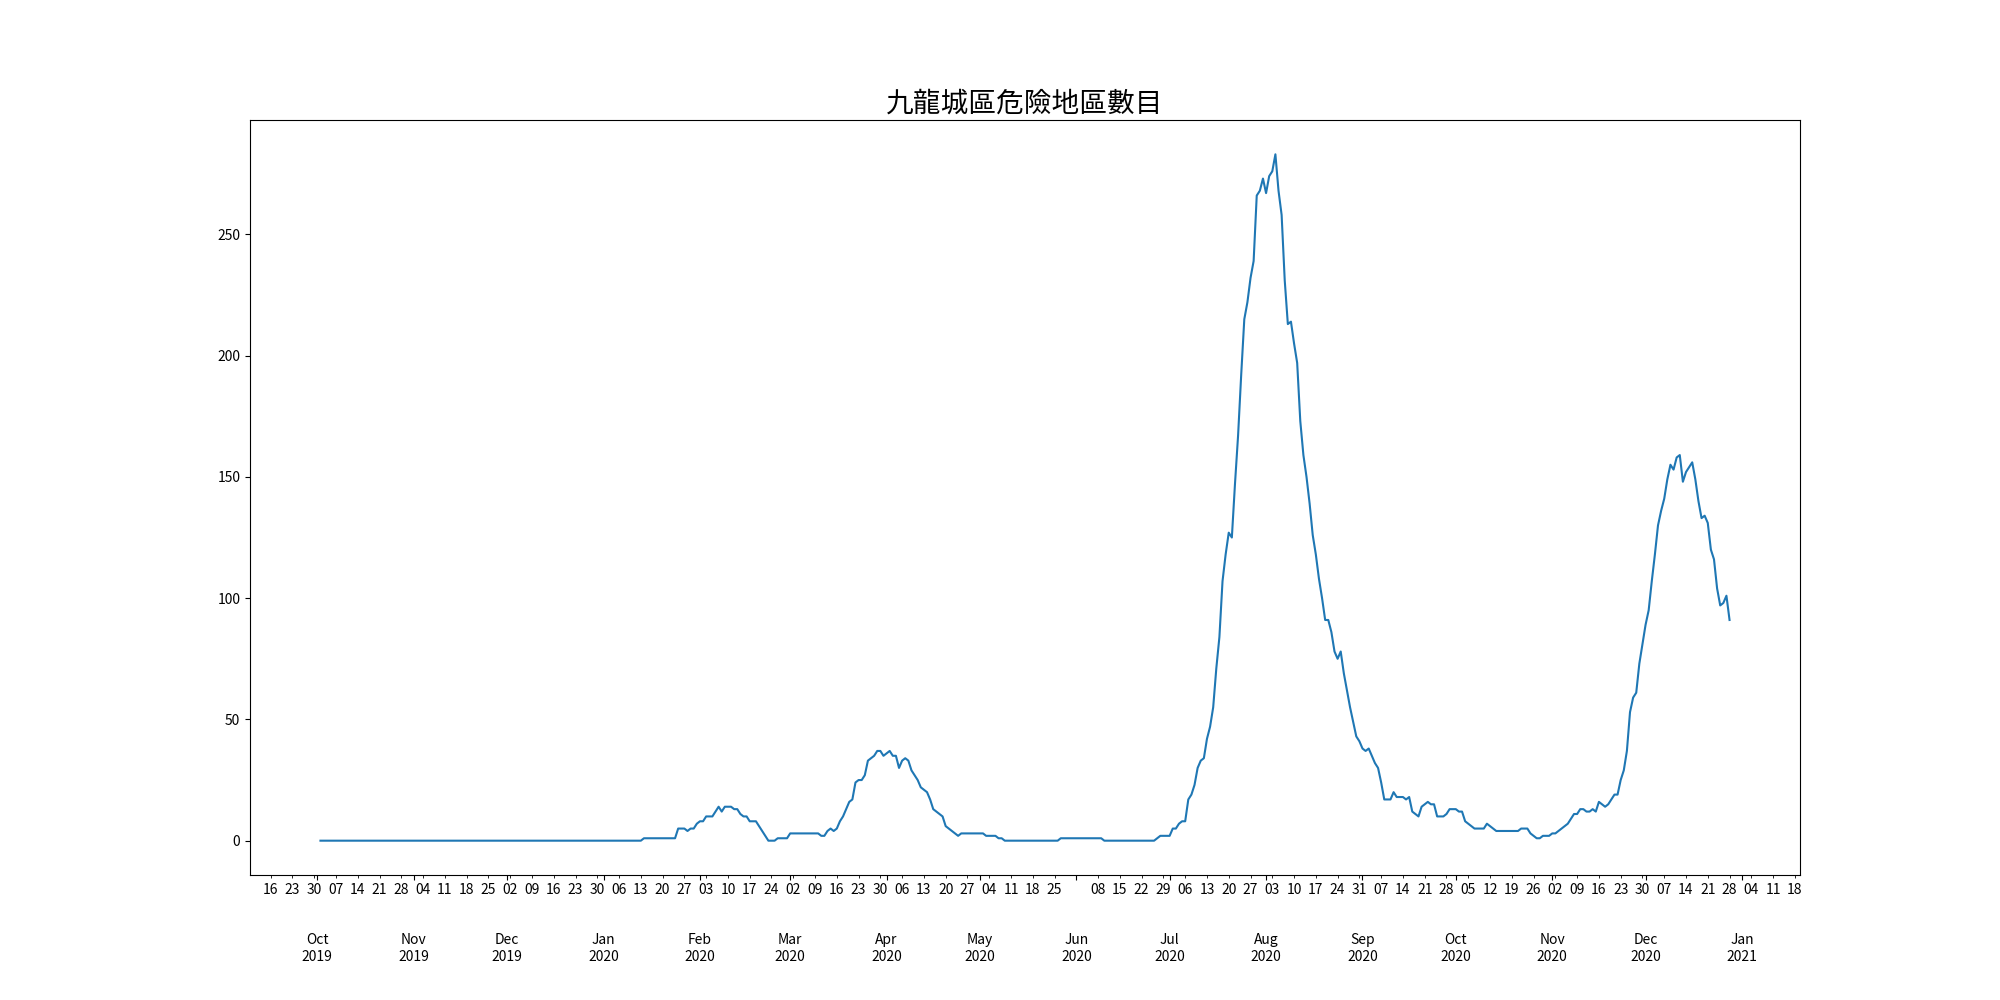 九龍城區危險地區數目
250
200
150
100
50
0
16 23 30 07 14 21 28 04 11 18 25 02 09 16 23 30 06 13 20 27 03 10 17 24 02 09 16 23 30 06 13 20 27 04 11 18 25 08 15 22 29 06 13 20 27 03 10 17 24 31 07 14 21 28 05 12 19 26 02 09 16 23 30 07 14 21 28 04 11 18
Oct Nov Dec Jan Feb Mar Apr May Jun Jul Aug Sep Oct Nov Dec Jan
2019 2019 2019 2020 2020 2020 2020 2020 2020 2020 2020 2020 2020 2020 2020 2021